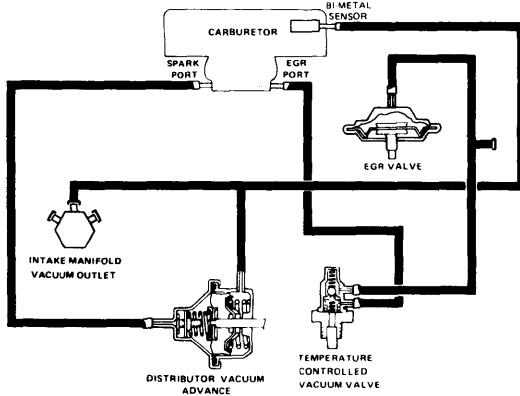 BI-METAL
SENSOR
CARBURETOR
SPARK
PORT
EGR
PORT
EGR VALVE
INTAKE MANIFOLD
VACUUM OUTLET
DISTRIBUTOR VACUUM
ADVANCE
TEMPERATURE
CONTROLLED
VACUUM VALVE